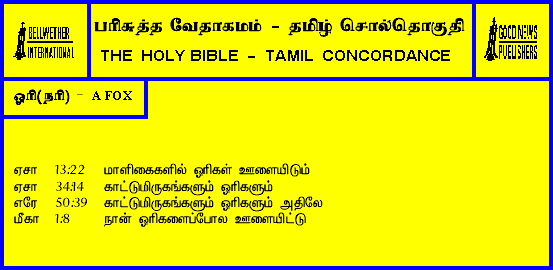 BELLWETHER
INTERNATIONAL
பரிசுத்த வேதாகமம் - தமிழ் சொல்தொகுதி
THE HOLY BIBLE - TAMIL CONCORDANCE
GOOD NEWS
PUBLISHERS
ஓரி(நரி) - A FOX
ஏசா 13:22 மாளிகைகளில் ஓரிகள் ஊளையிடும்
ஏசா 34:14 காட்டுமிருகங்களும் ஓரிகளும்
எரே 50:39 காட்டுமிருகங்களும் ஓரிகளும் அதிலே
மீகா 1:8 நான் ஓரிகளைப்போல ஊளையிட்டு